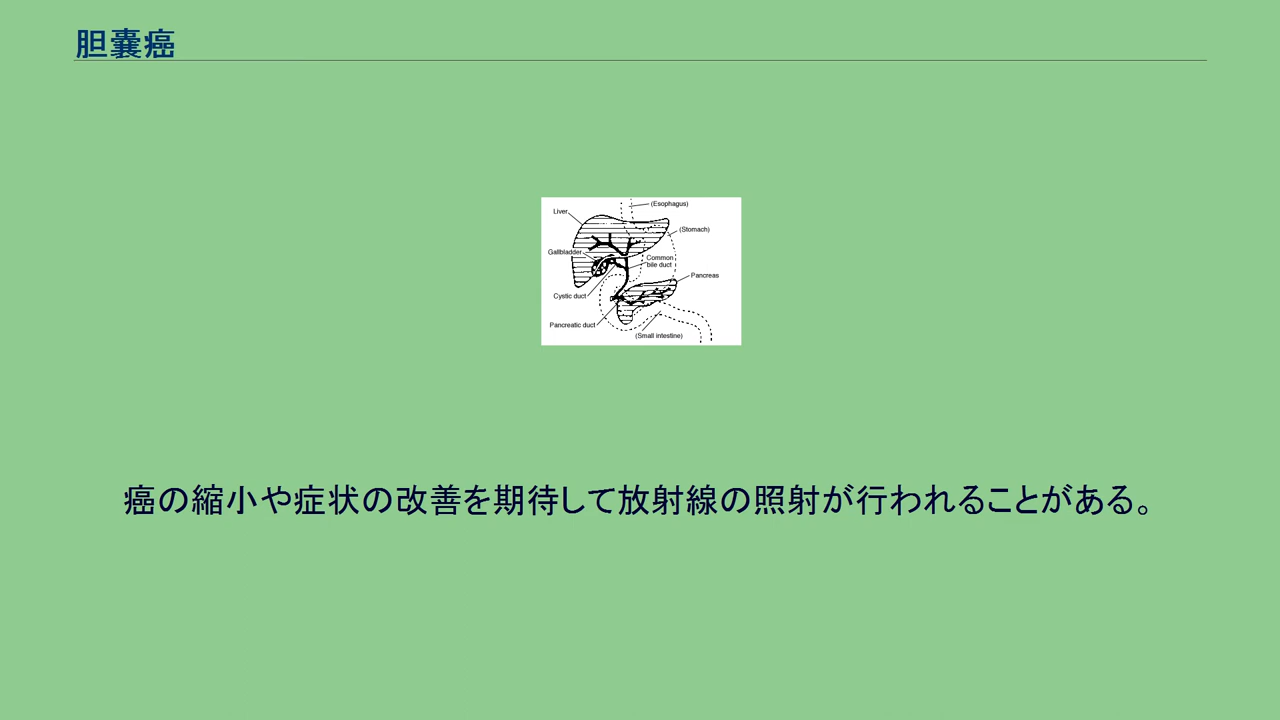 胆嚢癌
(Esophagus)
Liver
(Stomach)
Gallbladder
Common
bile duct
Pancreas
Cystic duct
Pancreatic duct
(Small intestine)
癌の縮小や症状の改善を期待して放射線の照射が行われることがある。